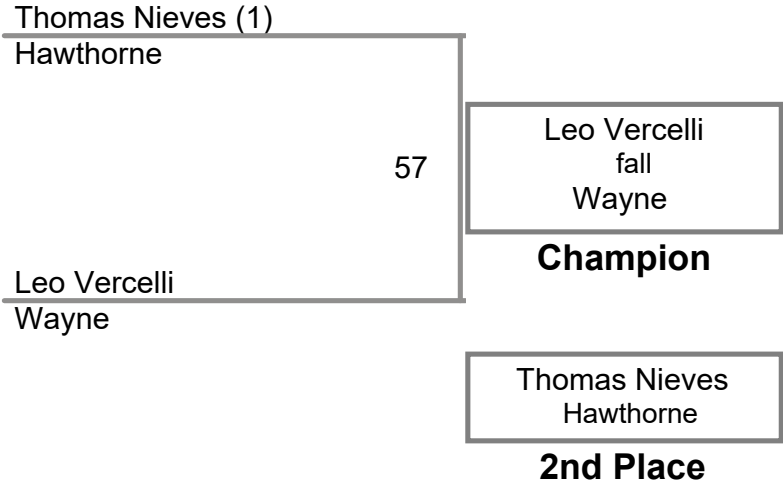 Thomas Nieves (1)
Hawthorne
57
Leo Vercelli
fall
Wayne
Champion
Leo Vercelli
Wayne
Thomas Nieves
Hawthorne
2nd Place